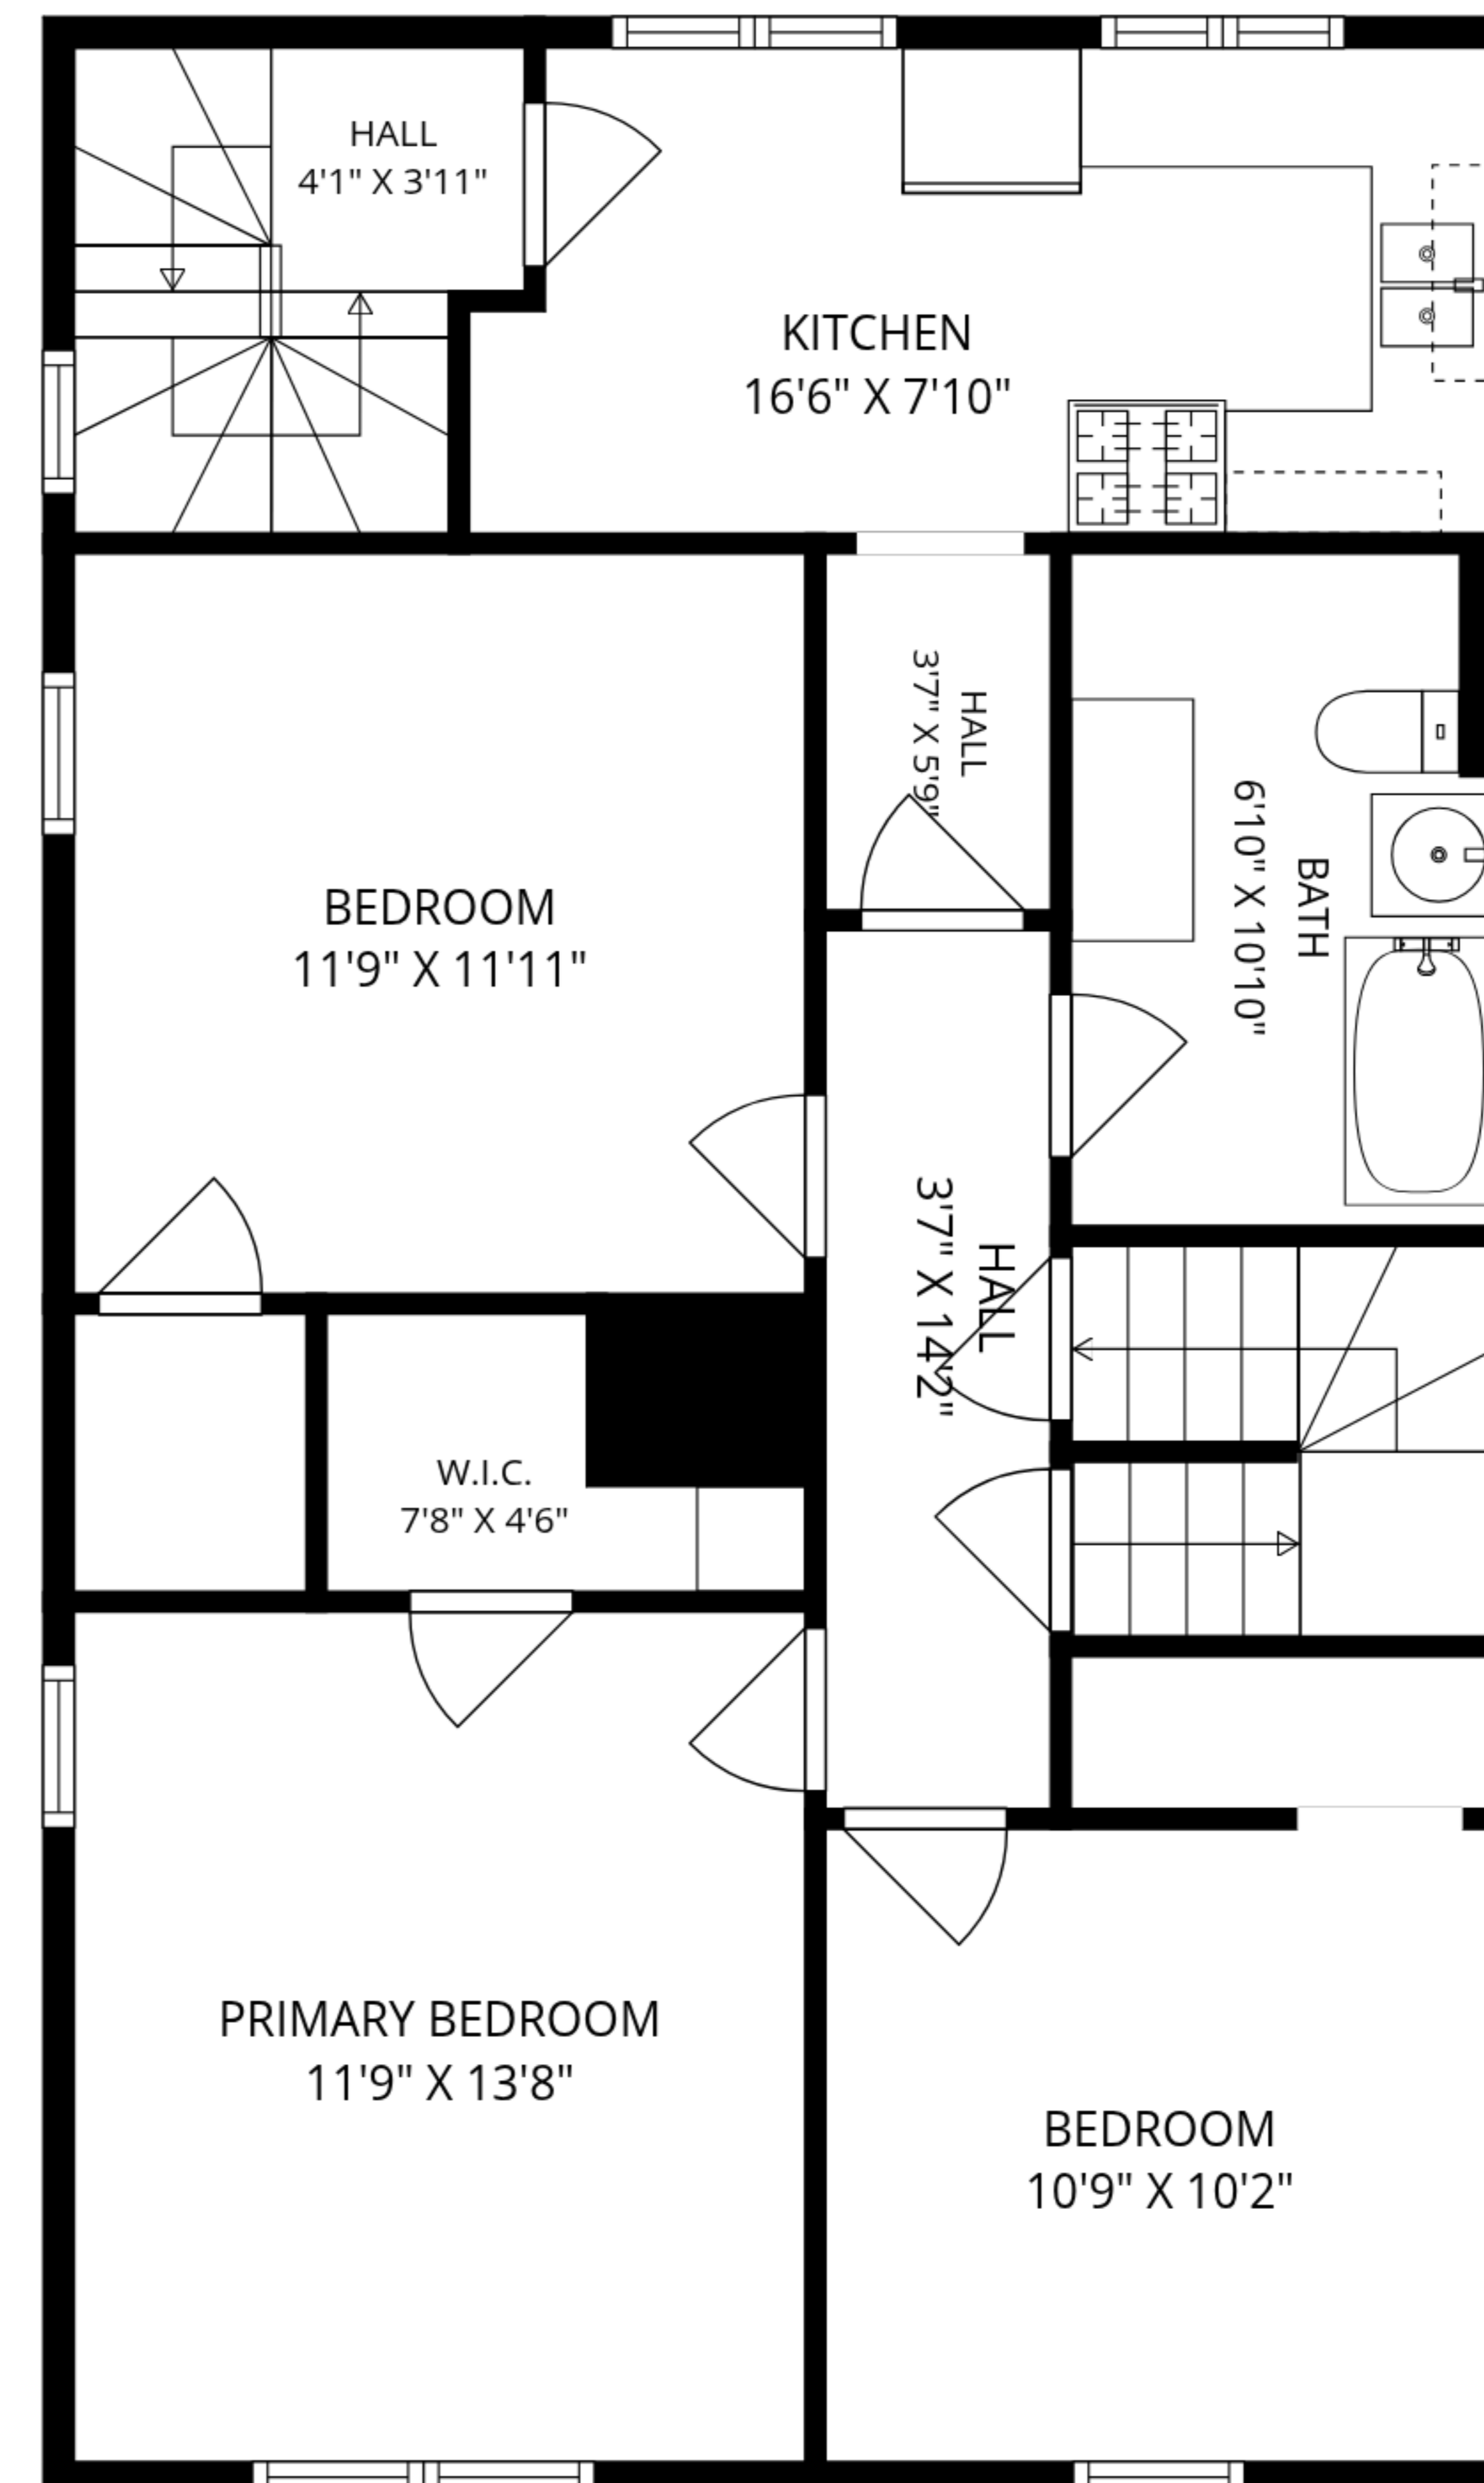 HALL
4'1" X 3'11"
KITCHEN
16'6" X 7'10"
HALL
3'7" X 5'9"
BEDROOM
11'9" X 11'11"
BATH
6'10" X 10'10"
HALL
3'7" X 14'2"
W.I.C.
7'8" X 4'6"
PRIMARY BEDROOM
11'9" X 13'8"
BEDROOM
10'9" X 10'2"